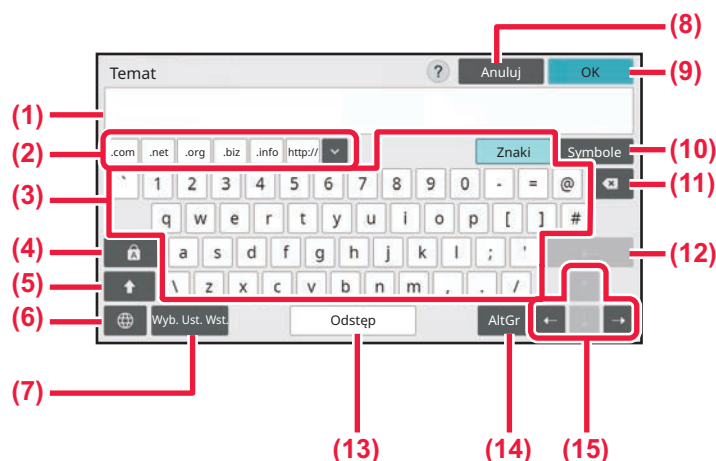 (8)
Temat ? Anuluj OK (9)
(1)
(2) .com .net .org .biz .info http:// Znaki Symbole (10)
(3) ` 1 2 3 4 5 6 7 8 9 0 - = @ (11)
q w e r t y u i o p [ ] #
(4) A a s d f g h j k l ; ' (12)
(5) \ z x c v b n m , . /
(6) Wyb. Ust. Wst. Odstęp AltGr ← →
(7)
(13) (14) (15)